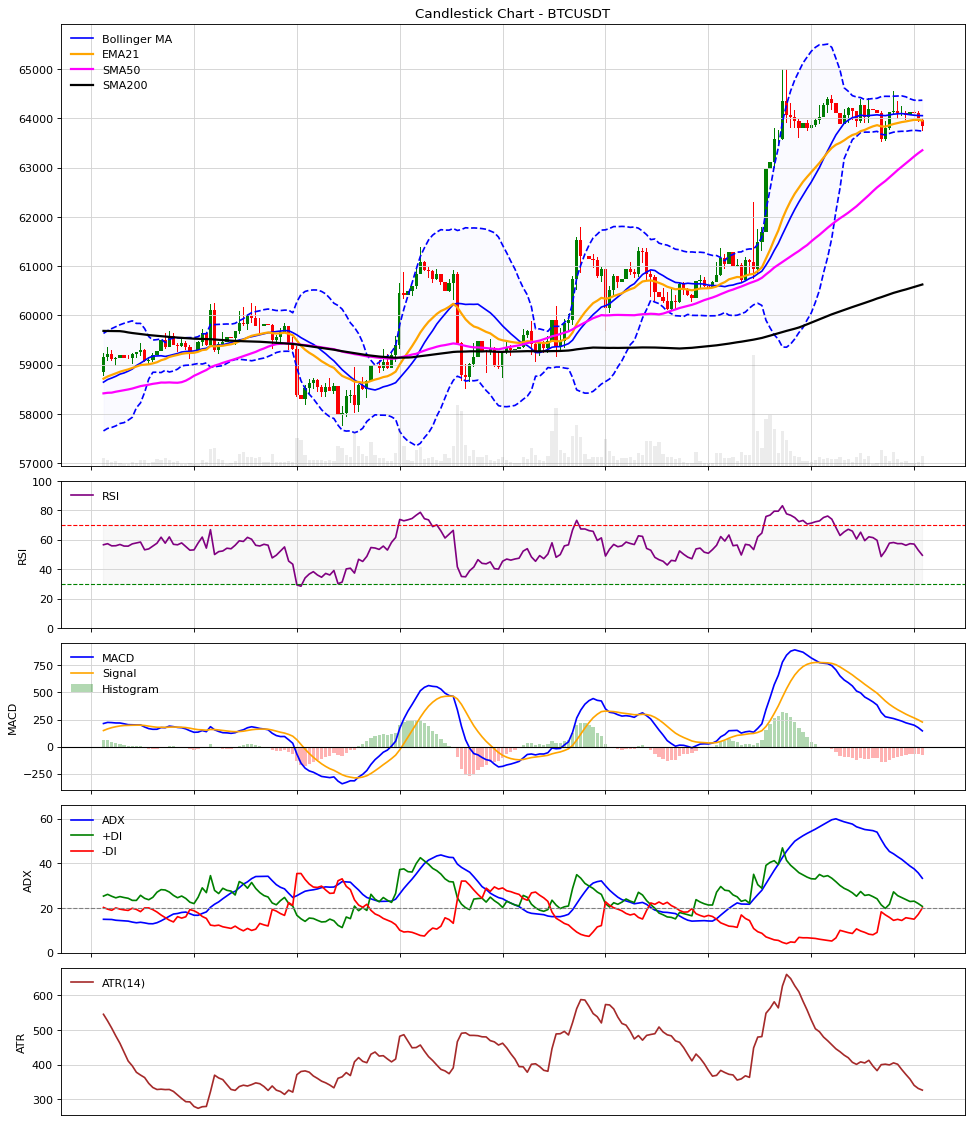 Candlestick Chart - BTCUSDT
Bollinger MA
EMA21
SMA50
SMA200
65000
64000
63000
62000
61000
60000
59000
58000
57000
RSI
RSI
100
80
60
40
20
0
MACD
Signal
Histogram
MACD
750
500
250
0
−250
ADX
+DI
-DI
ADX
60
40
20
0
ATR(14)
ATR
600
500
400
300